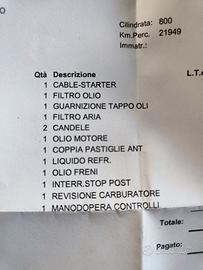 O
Cilindrata: 800
Km.Perc. 21949
Immatr.:
L.T.
Qtà Descrizione
1 CABLE-STARTER
1 FILTRO OLIO
1 GUARNIZIONE TAPPO OLI
1 FILTRO ARIA
2 CANDELE
1 OLIO MOTORE
1 COPPIA PASTIGLIE ANT
1 LIQUIDO REFR.
1 OLIO FRENI
1 INTERR.STOP POST
1 REVISIONE CARBURATORE
1 MANODOPERA CONTROLLI
Totale:
Pagato: